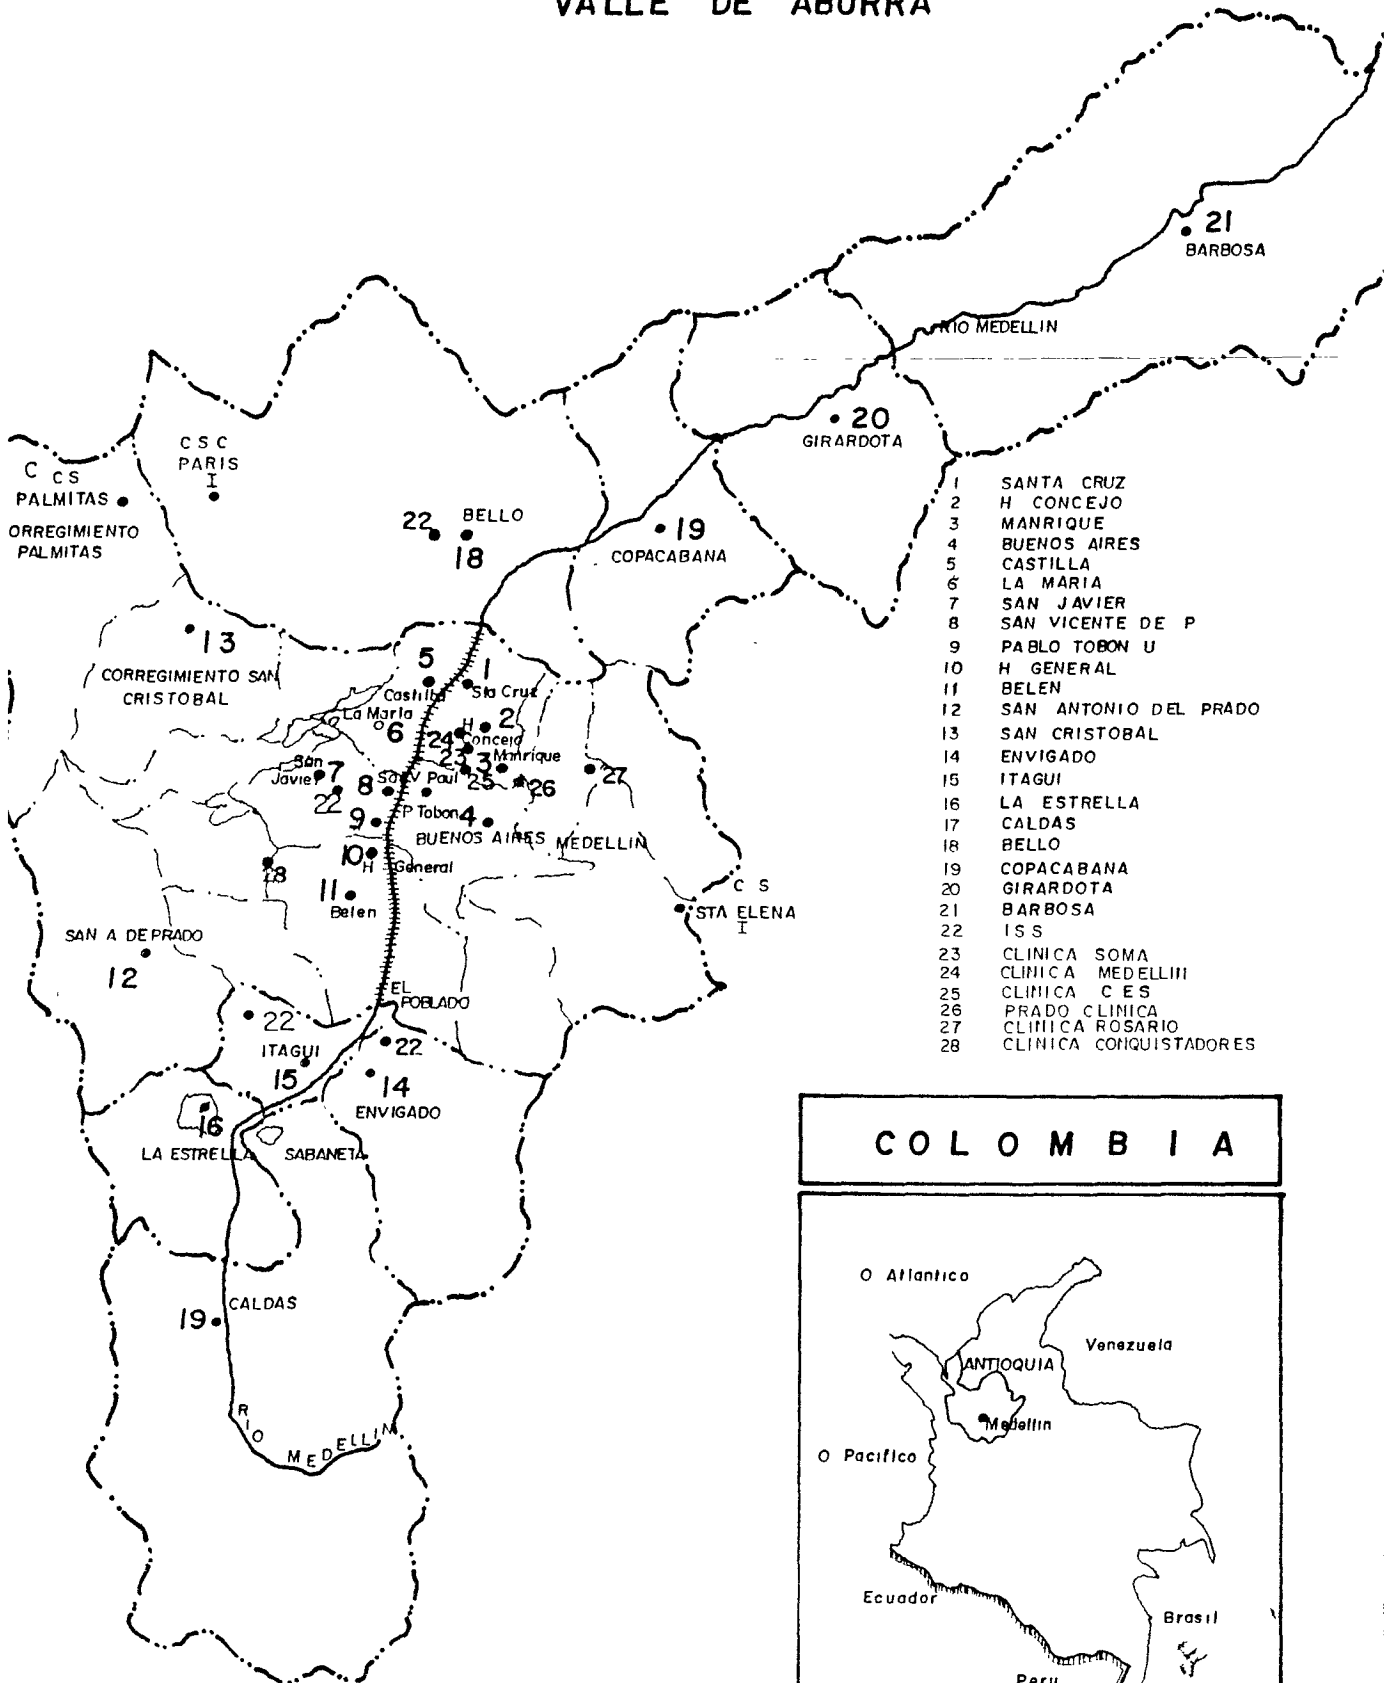 VALLE DE ABURRA
21
BARBOSA
RIO MEDELLIN
20
GIRARDOTA
C S C
PARIS
I
C CS
PALMITAS
ORREGIMIENTO
PALMITAS
22
BELLO
18
19
COPACABANA
13
CORREGIMIENTO SAN
CRISTOBAL
5
Castilla
1
Sta Cruz
La Maria
6
2
H
Concejo
24
23
3
Manrique
25
26
27
San
Javier
7
22
8
San V Paul
9
P Tobon
4
BUENOS AIRES
MEDELLIN
10
H General
28
11
Belen
C S
STA ELENA
I
SAN A DE PRADO
12
EL
POBLADO
22
ITAGUI
15
22
14
ENVIGADO
16
LA ESTRELLA
SABANETA
19
CALDAS
RIO MEDELLIN
1 SANTA CRUZ
2 H CONCEJO
3 MANRIQUE
4 BUENOS AIRES
5 CASTILLA
6 LA MARIA
7 SAN JAVIER
8 SAN VICENTE DE P
9 PABLO TOBON U
10 H GENERAL
11 BELEN
12 SAN ANTONIO DEL PRADO
13 SAN CRISTOBAL
14 ENVIGADO
15 ITAGUI
16 LA ESTRELLA
17 CALDAS
18 BELLO
19 COPACABANA
20 GIRARDOTA
21 BARBOSA
22 ISS
23 CLINICA SOMA
24 CLINICA MEDELLIN
25 CLINICA CES
26 PRADO CLINICA
27 CLINICA ROSARIO
28 CLINICA CONQUISTADORES
COLOMBIA
O Atlantico
Venezuela
ANTIOQUIA
Medellin
O Pacifico
Ecuador
Brasil
Peru